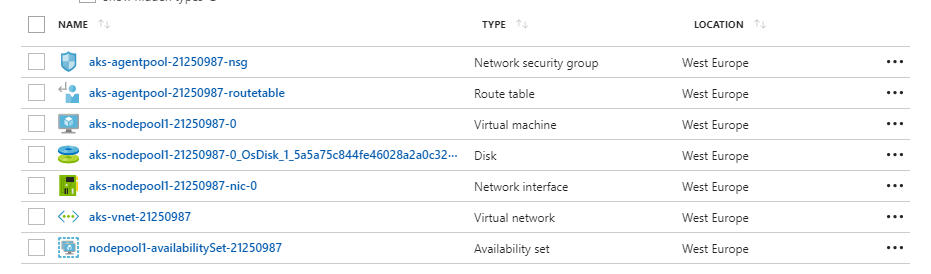 Show hidden types
NAME TYPE LOCATION
aks-agentpool-21250987-nsg Network security group West Europe •••
aks-agentpool-21250987-routetable Route table West Europe •••
aks-nodepool1-21250987-0 Virtual machine West Europe •••
aks-nodepool1-21250987-0_OsDisk_1_5a5a75c844fe46028a2a0c32··· Disk West Europe •••
aks-nodepool1-21250987-nic-0 Network interface West Europe •••
aks-vnet-21250987 Virtual network West Europe •••
nodepool1-availabilitySet-21250987 Availability set West Europe •••